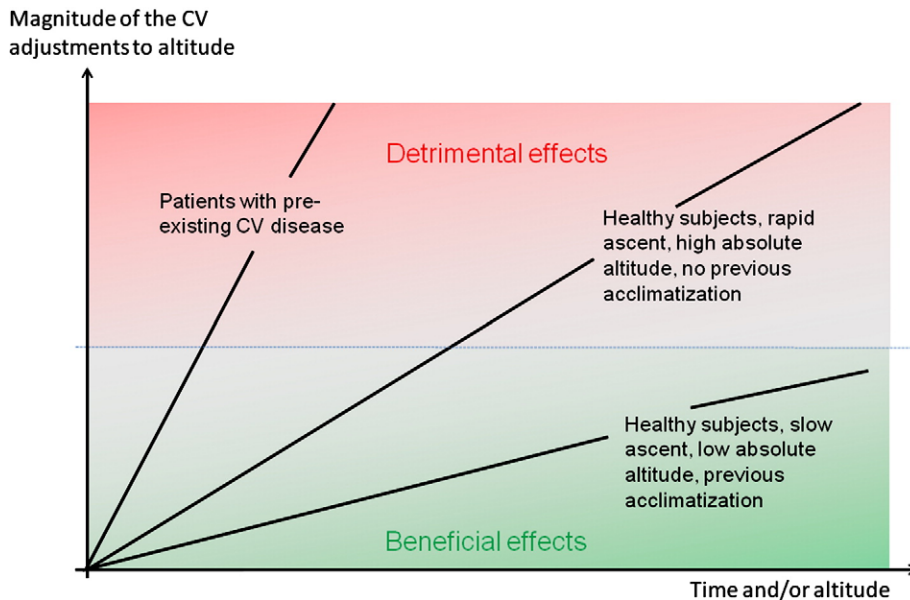 Magnitude of the CV
adjustments to altitude
Detrimental effects
Patients with pre-
existing CV disease
Healthy subjects, rapid
ascent, high absolute
altitude, no previous
acclimatization
Healthy subjects, slow
ascent, low absolute
altitude, previous
acclimatization
Beneficial effects
Time and/or altitude